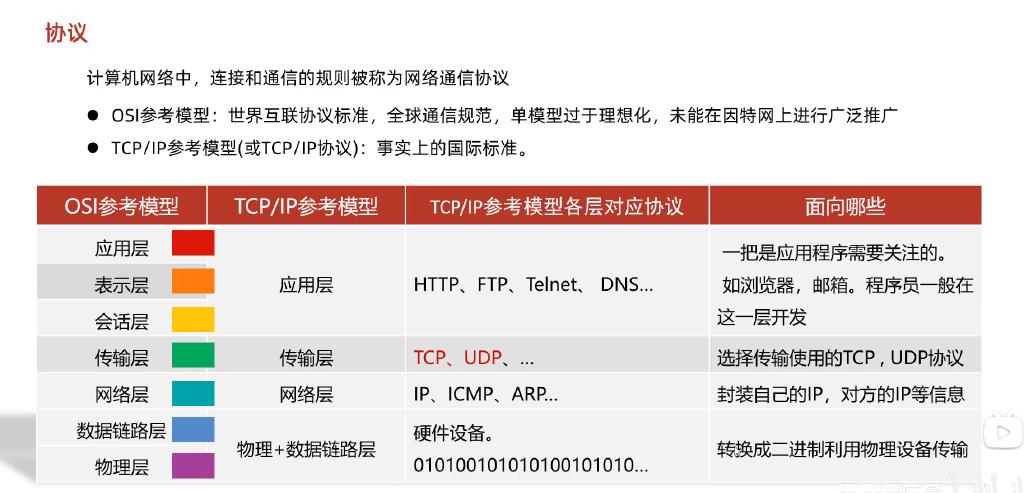 协议
计算机网络中，连接和通信的规则被称为网络通信协议
● OSI参考模型：世界互联协议标准，全球通信规范，单模型过于理想化，未能在因特网上进行广泛推广
● TCP/IP参考模型(或TCP/IP协议)：事实上的国际标准。
OSI参考模型 TCP/IP参考模型 TCP/IP参考模型各层对应协议 面向哪些
应用层
表示层
会话层
应用层
HTTP、FTP、Telnet、 DNS...
一把是应用程序需要关注的。
如浏览器，邮箱。程序员一般在
这一层开发
传输层 传输层 TCP、UDP、... 选择传输使用的TCP , UDP协议
网络层 网络层 IP、ICMP、ARP... 封装自己的IP，对方的IP等信息
数据链路层
物理层
物理+数据链路层
硬件设备。
010100101010100101010...
转换成二进制利用物理设备传输